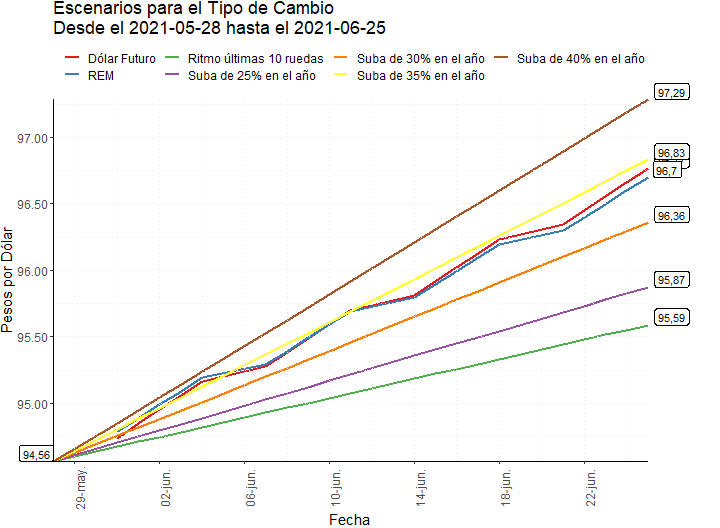 Escenarios para el Tipo de Cambio
Desde el 2021-05-28 hasta el 2021-06-25
Dólar Futuro
Ritmo últimas 10 ruedas
Suba de 30% en el año
Suba de 40% en el año
REM
Suba de 25% en el año
Suba de 35% en el año
97,29
97.00
96,83
96,7
96.50
96,36
96.00
95,87
95.50
95,59
95.00
94,56
Pesos por Dólar
29-may.
02-jun.
06-jun.
10-jun.
14-jun.
18-jun.
22-jun.
Fecha